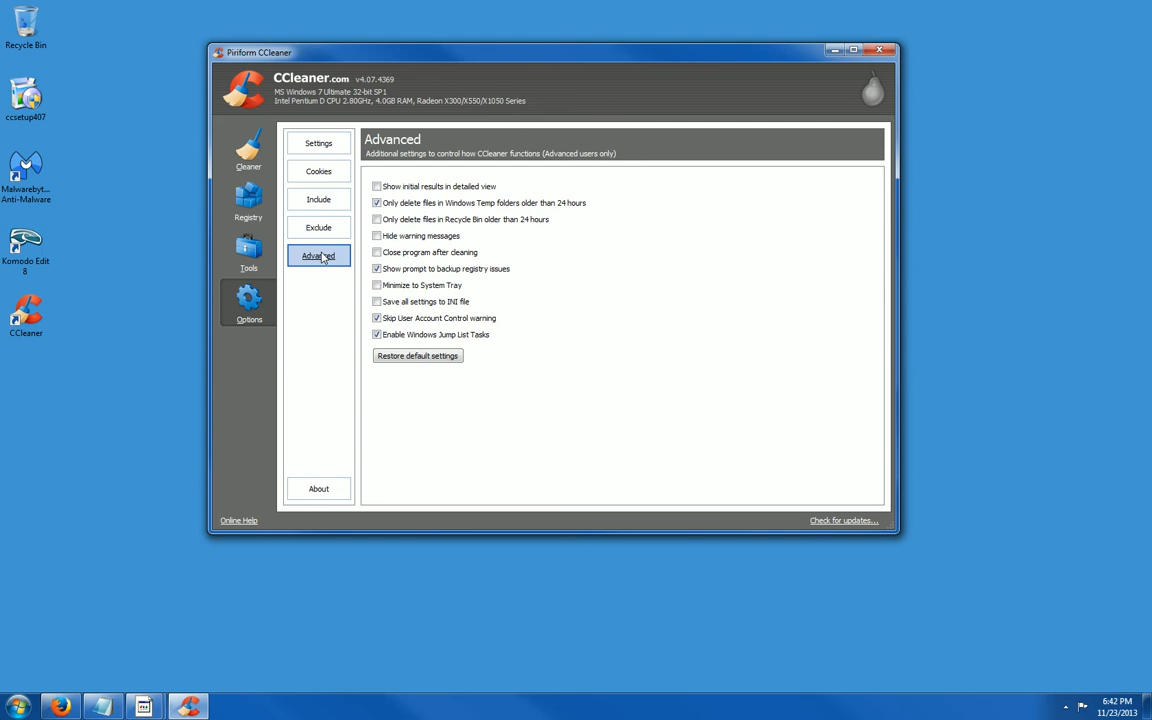 Recycle Bin
ccsetup407
Malwarebyt...
Anti-Malware
Komodo Edit
8
CCleaner
Piriform CCleaner
CCleaner.com v4.07.4369
MS Windows 7 Ultimate 32-bit SP1
Intel Pentium D CPU 2.80GHz, 4.0GB RAM, Radeon X300/X550/X1050 Series
Cleaner
Registry
Tools
Options
Settings
Cookies
Include
Exclude
Advanced
About
Advanced
Additional settings to control how CCleaner functions (Advanced users only)
Show initial results in detailed view
Only delete files in Windows Temp folders older than 24 hours
Only delete files in Recycle Bin older than 24 hours
Hide warning messages
Close program after cleaning
Show prompt to backup registry issues
Minimize to System Tray
Save all settings to INI file
Skip User Account Control warning
Enable Windows Jump List Tasks
Restore default settings
Online Help
Check for updates...
6:42 PM
11/23/2013